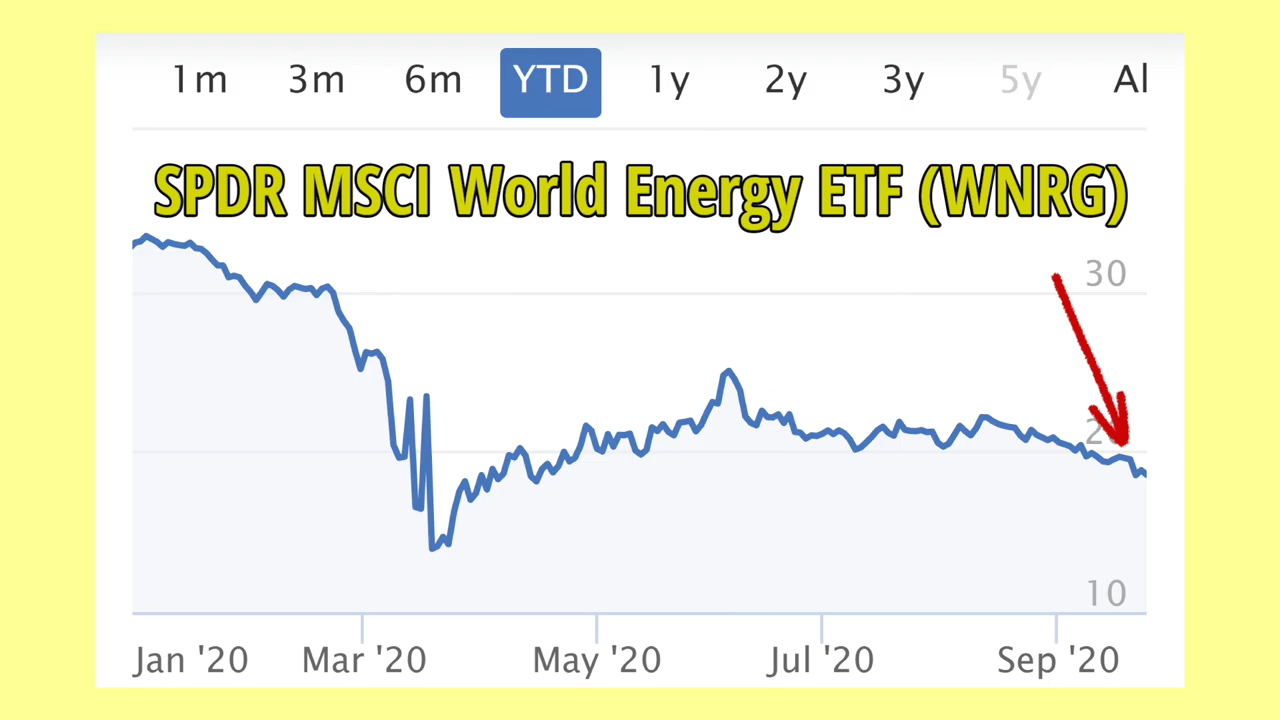 1m 3m 6m YTD 1y 2y 3y 5y Al
SPDR MSCI World Energy ETF (WNRG)
30
10
Jan '20 Mar '20 May '20 Jul '20 Sep '20